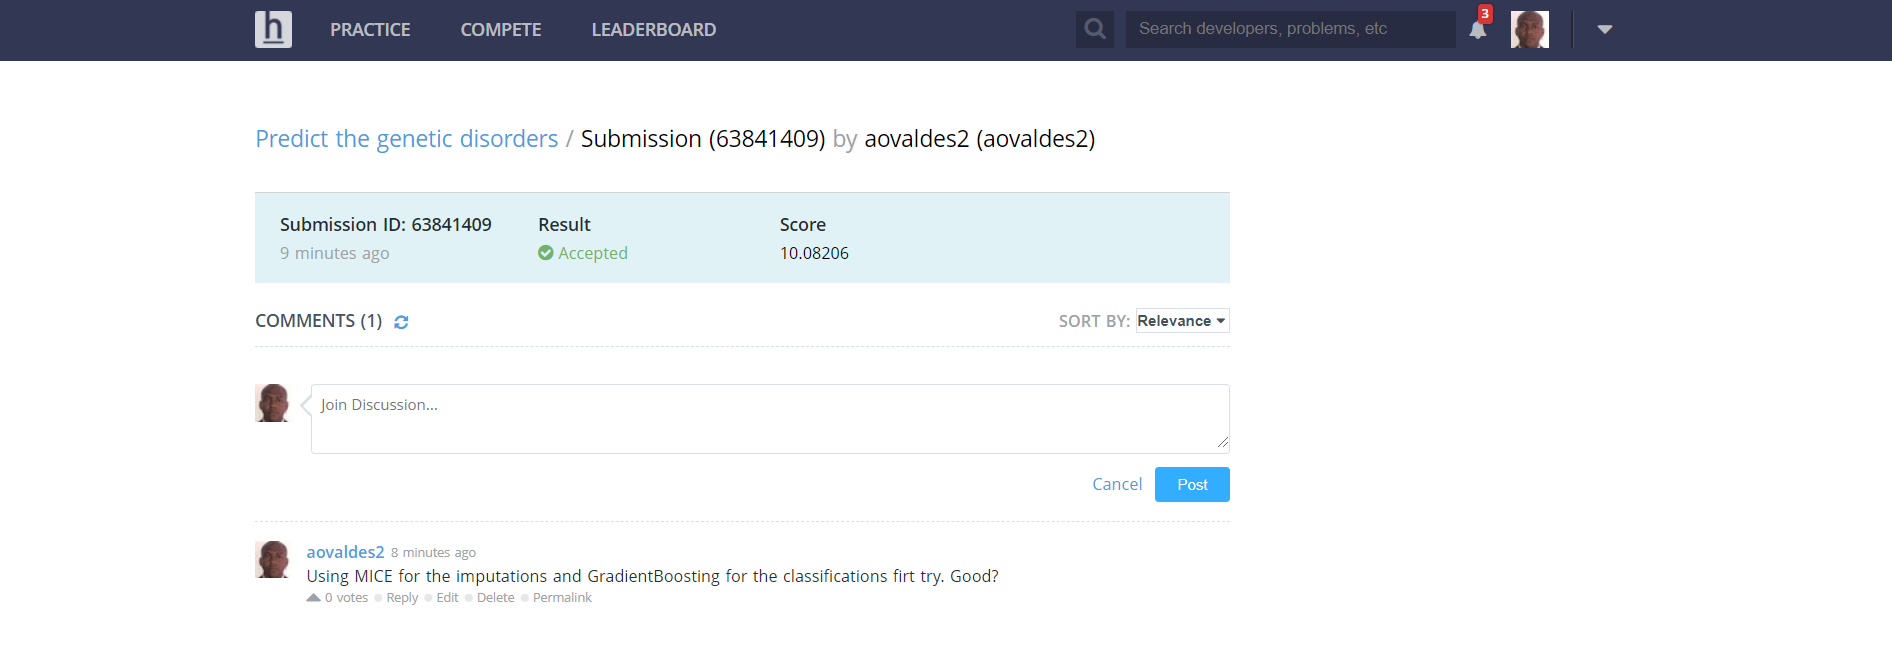 h PRACTICE COMPETE LEADERBOARD Search developers, problems, etc 3
Predict the genetic disorders / Submission (63841409) by aovaldes2 (aovaldes2)
Submission ID: 63841409 Result Score
9 minutes ago Accepted 10.08206
COMMENTS (1) SORT BY: Relevance
Join Discussion...
Cancel Post
aovaldes2 8 minutes ago
Using MICE for the imputations and GradientBoosting for the classifications firt try. Good?
0 votes Reply Edit Delete Permalink